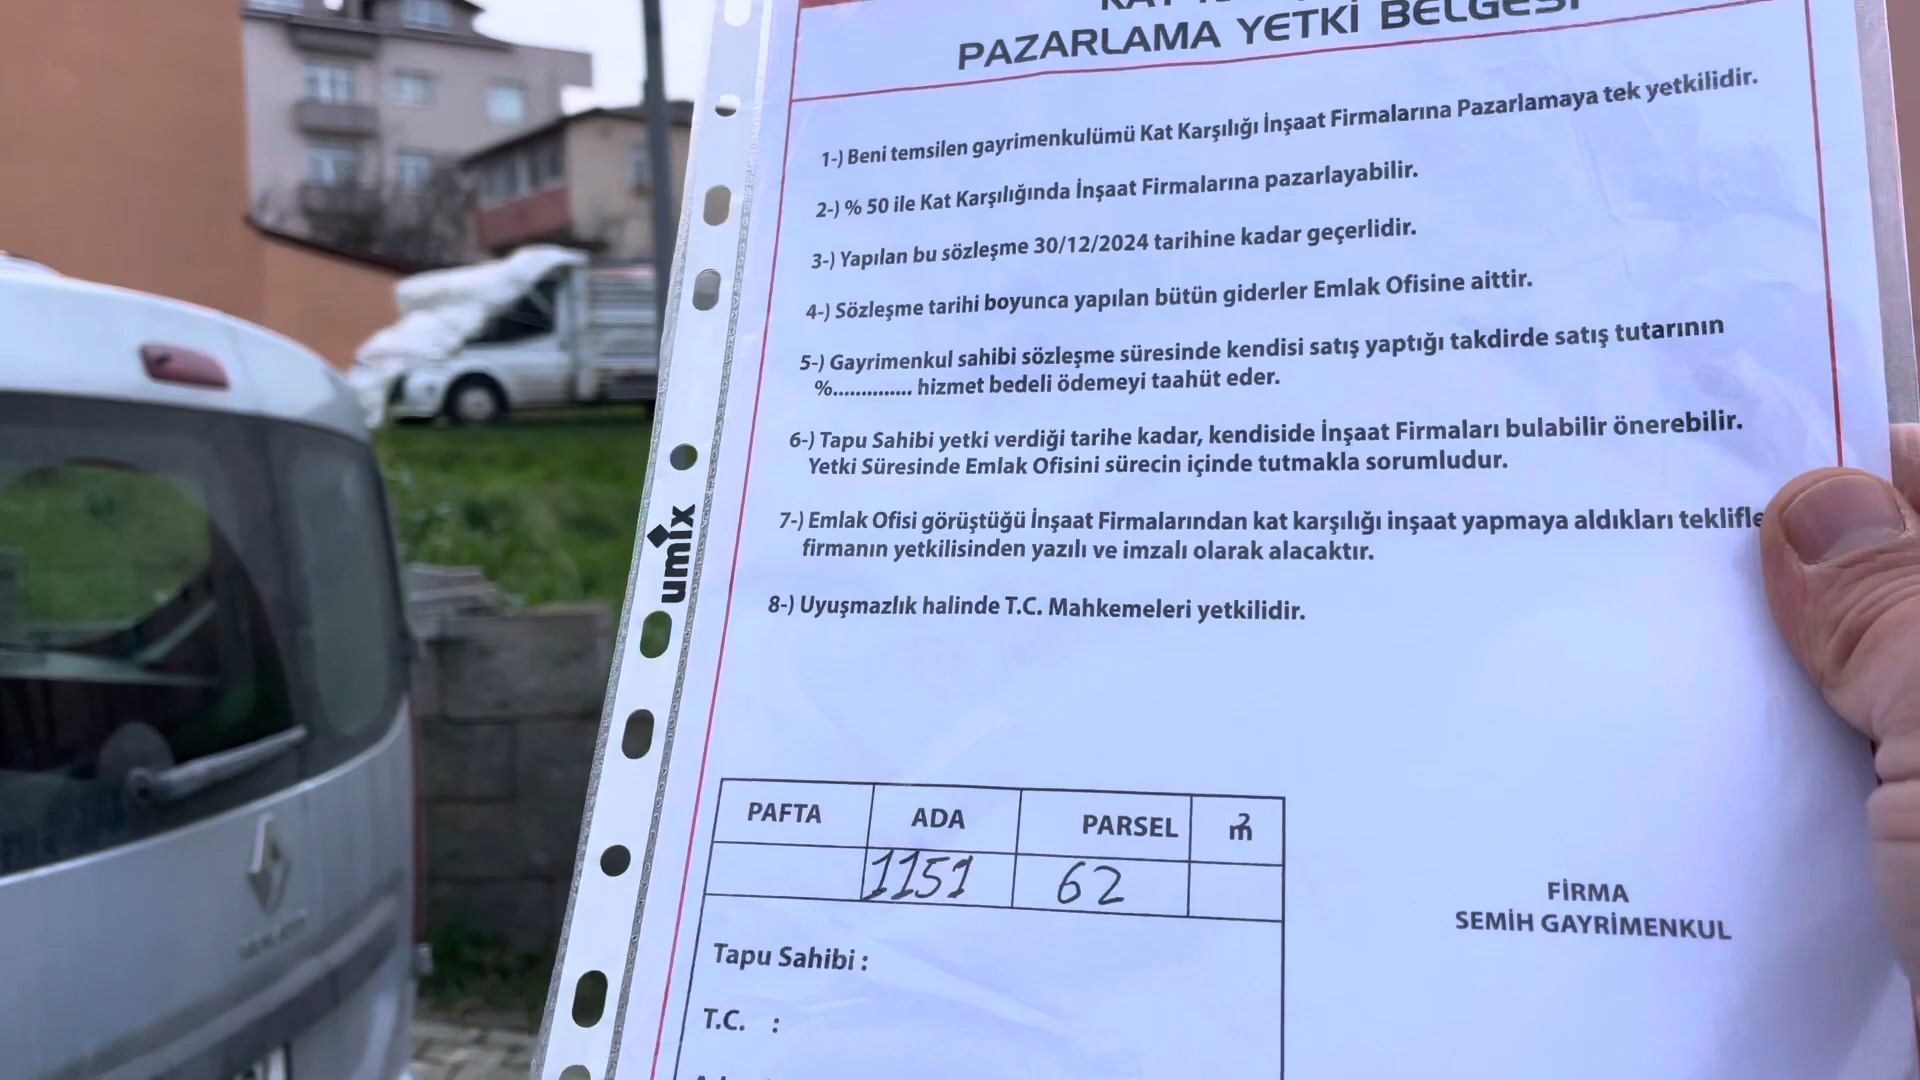 PAZARLAMA YETKİ BELGESİ
1-) Beni temsilen gayrimenkulümü Kat Karşılığı İnşaat Firmalarına Pazarlamaya tek yetkilidir.
2-) % 50 ile Kat Karşılığında İnşaat Firmalarına pazarlayabilir.
3-) Yapılan bu sözleşme 30/12/2024 tarihine kadar geçerlidir.
4-) Sözleşme tarihi boyunca yapılan bütün giderler Emlak Ofisine aittir.
5-) Gayrimenkul sahibi sözleşme süresinde kendisi satış yaptığı takdirde satış tutarının
%.............. hizmet bedeli ödemeyi taahüt eder.
6-) Tapu Sahibi yetki verdiği tarihe kadar, kendiside İnşaat Firmaları bulabilir önerebilir.
Yetki Süresinde Emlak Ofisini sürecin içinde tutmakla sorumludur.
7-) Emlak Ofisi görüştüğü İnşaat Firmalarından kat karşılığı inşaat yapmaya aldıkları teklifle
firmanın yetkilisinden yazılı ve imzalı olarak alacaktır.
8-) Uyuşmazlık halinde T.C. Mahkemeleri yetkilidir.
umix
PAFTA ADA PARSEL m²
1151 62
FİRMA
SEMİH GAYRİMENKUL
Tapu Sahibi :
T.C. :